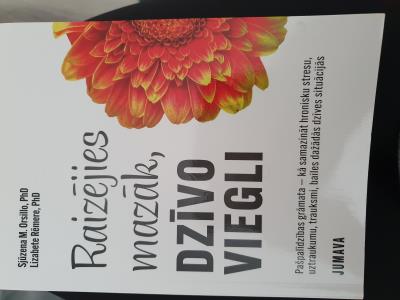 Sjūzena M. Orsillo, PhD
Lizabete Rēmere, PhD
Raizējies
mazāk,
DZĪVO
VIEGLI
Pašpalīdzības grāmata – kā samazināt hronisku stresu,
uztraukumu, trauksmi, bailes dažādās dzīves situācijās
JUMAVA